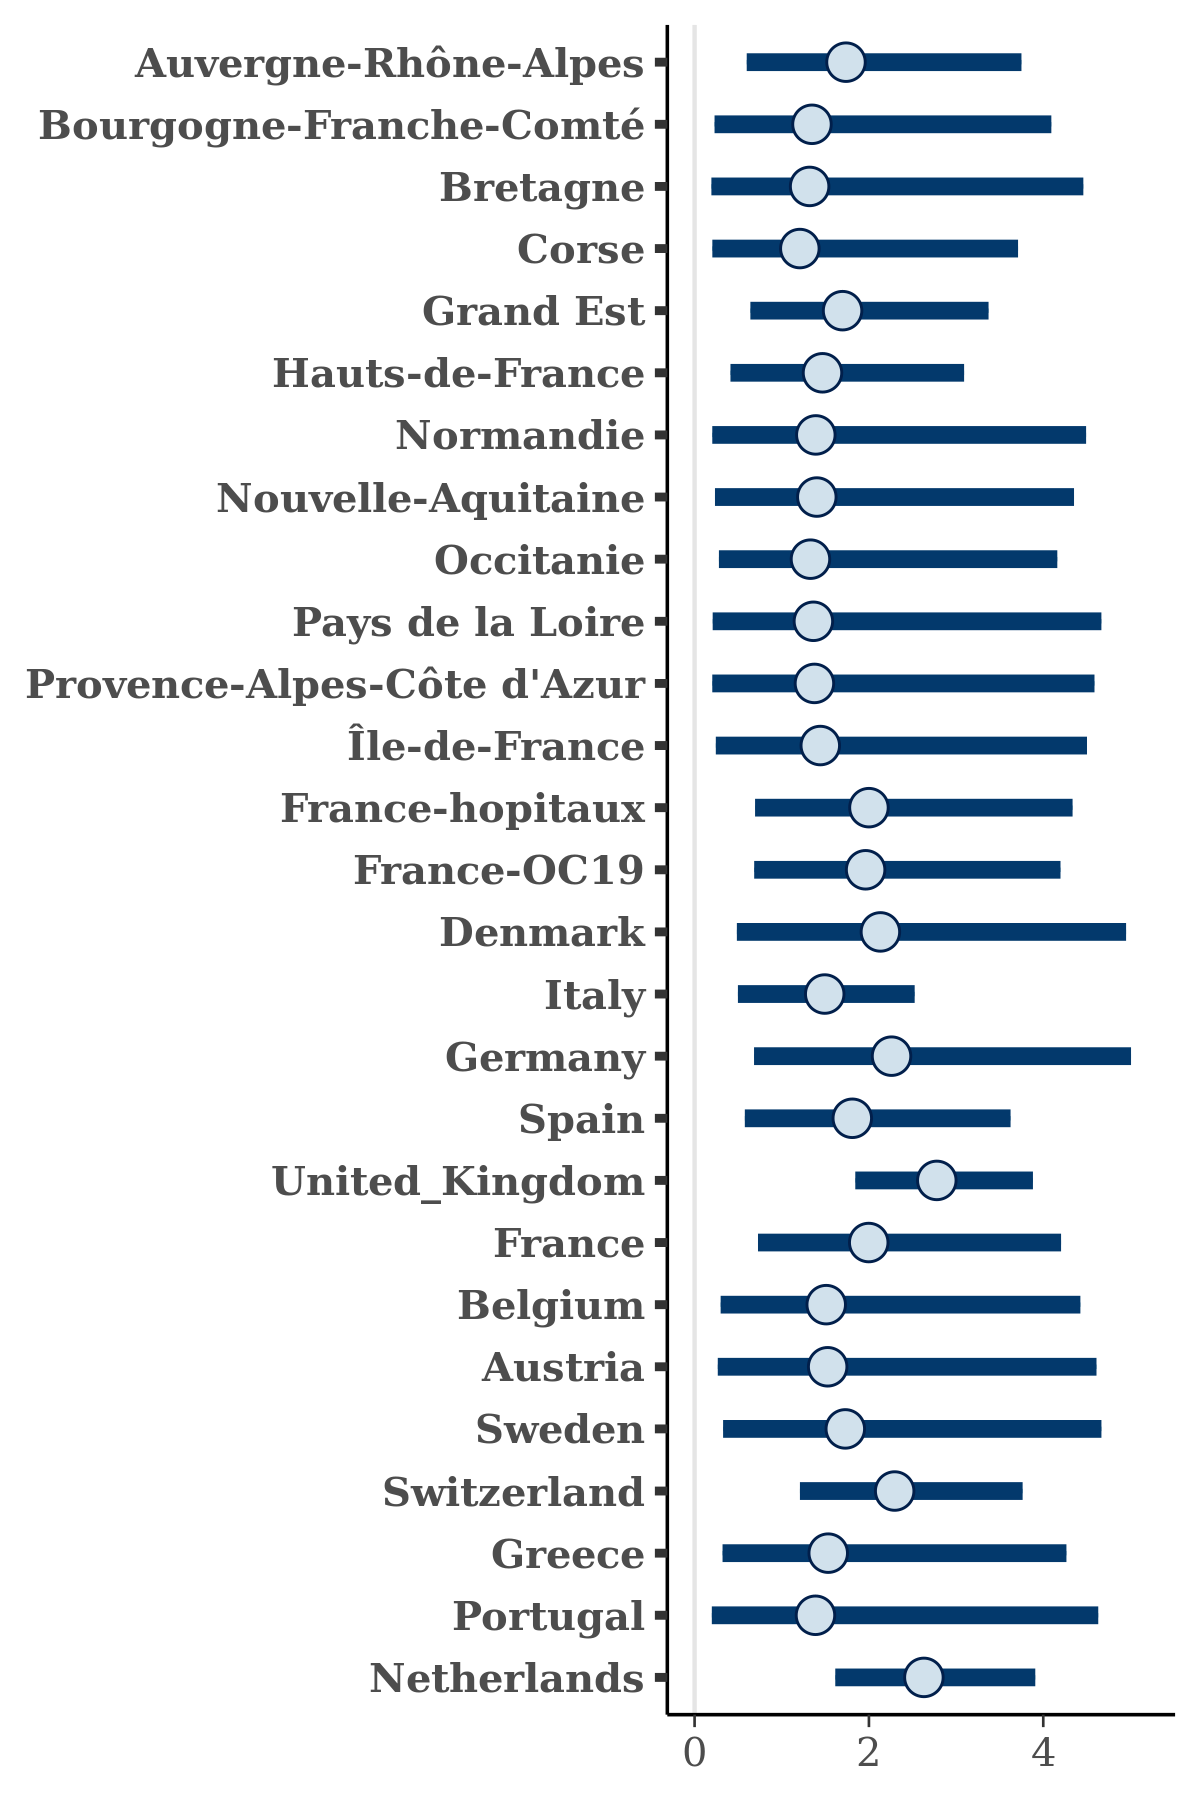 Auvergne-Rhône-Alpes
Bourgogne-Franche-Comté
Bretagne
Corse
Grand Est
Hauts-de-France
Normandie
Nouvelle-Aquitaine
Occitanie
Pays de la Loire
Provence-Alpes-Côte d'Azur
Île-de-France
France-hopitaux
France-OC19
Denmark
Italy
Germany
Spain
United_Kingdom
France
Belgium
Austria
Sweden
Switzerland
Greece
Portugal
Netherlands
0 2 4